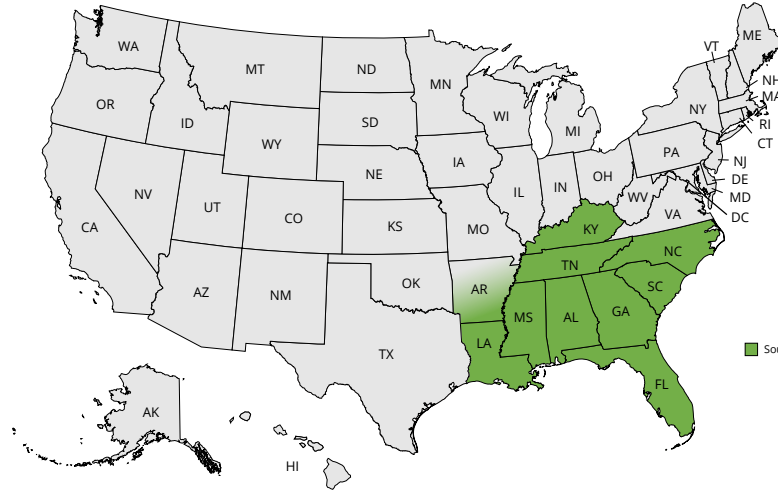 ME
VT
WA
NH
MT
ND
MN
MA
OR
NY
WI
ID
SD
RI
MI
CT
WY
PA
IA
NJ
NE
OH
DE
NV
IL
IN
UT
WV
MD
CO
VA
DC
CA
KS
MO
KY
NC
TN
OK
AR
SC
AZ
NM
GA
MS
AL
LA
Sou
TX
FL
AK
HI